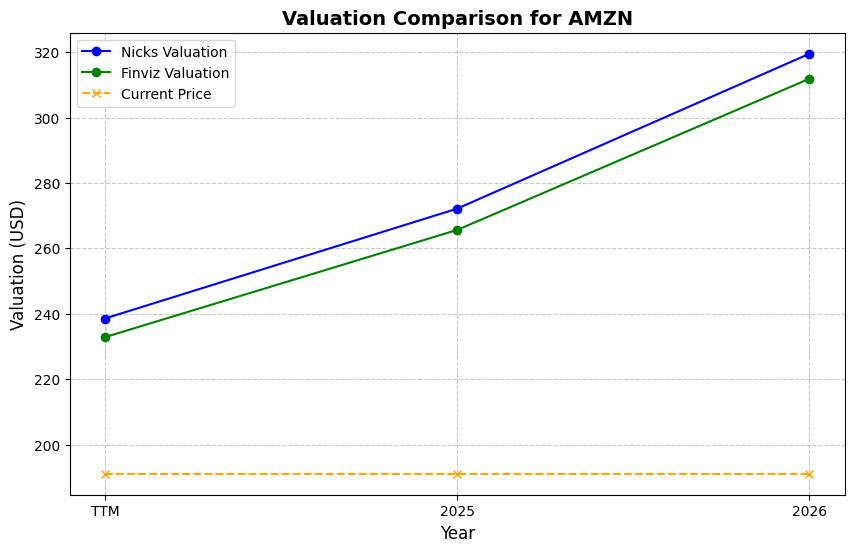 Valuation Comparison for AMZN
Nicks Valuation
Finviz Valuation
Current Price
Valuation (USD)
320
300
280
260
240
220
200
TTM
2025
2026
Year